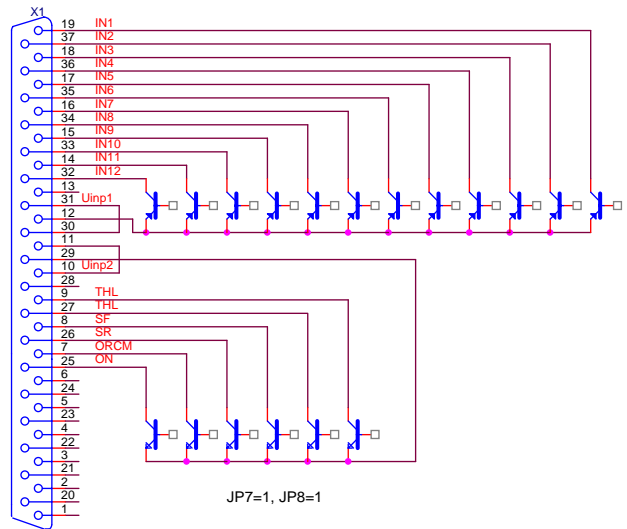 X1
19 IN1
37 IN2
18 IN3
36 IN4
17 IN5
35 IN6
16 IN7
34 IN8
15 IN9
33 IN10
14 IN11
32 IN12
13
31 Uinp1
12
30
11
29
10 Uinp2
28
9 THL
27 THL
8 SF
26 SR
7 ORCM
25 ON
6
24
5
23
4
22
3
21
2
20
1
JP7=1, JP8=1